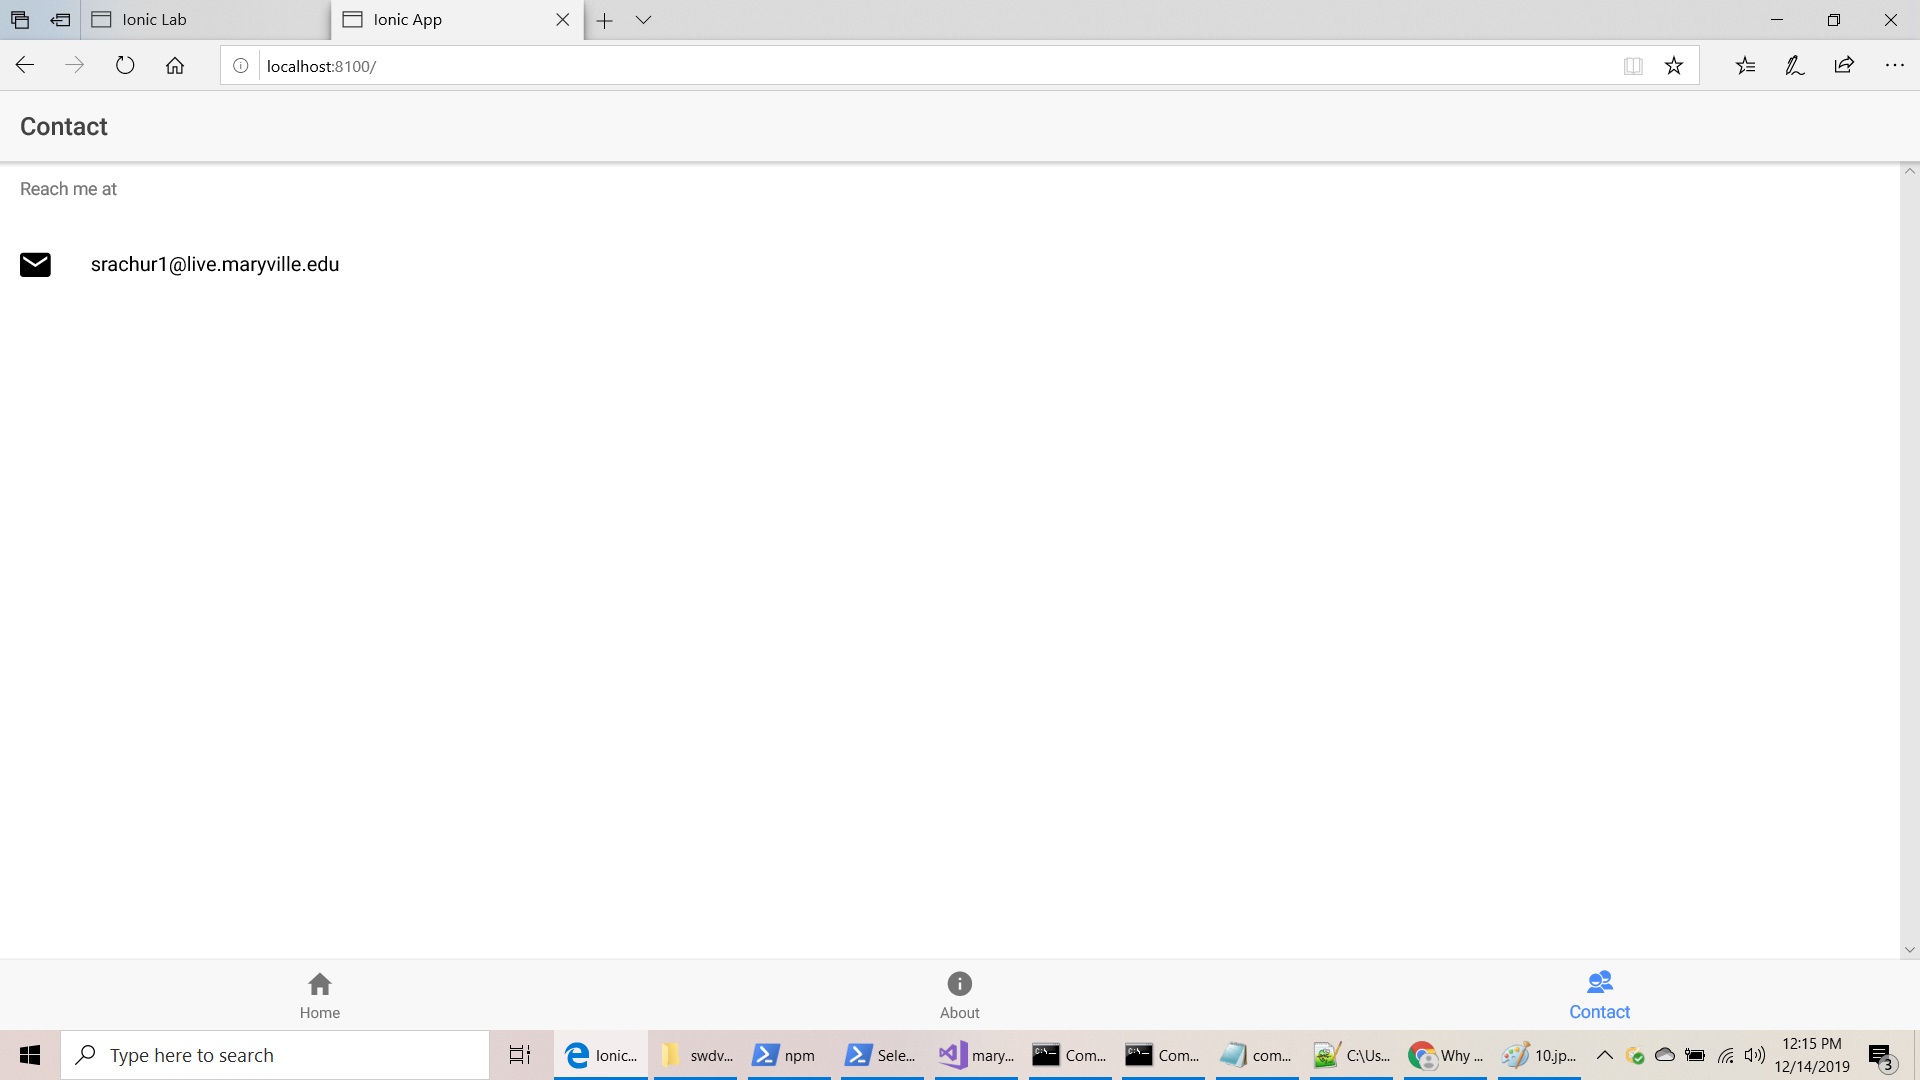 Ionic Lab
Ionic App
localhost:8100/
Contact
Reach me at
srachur1@live.maryville.edu
Home
About
Contact
Type here to search
Ionic...
swdv...
npm
Sele...
mary...
Com...
Com...
com...
C:\Us...
Why ...
10.jp...
12:15 PM
12/14/2019
3